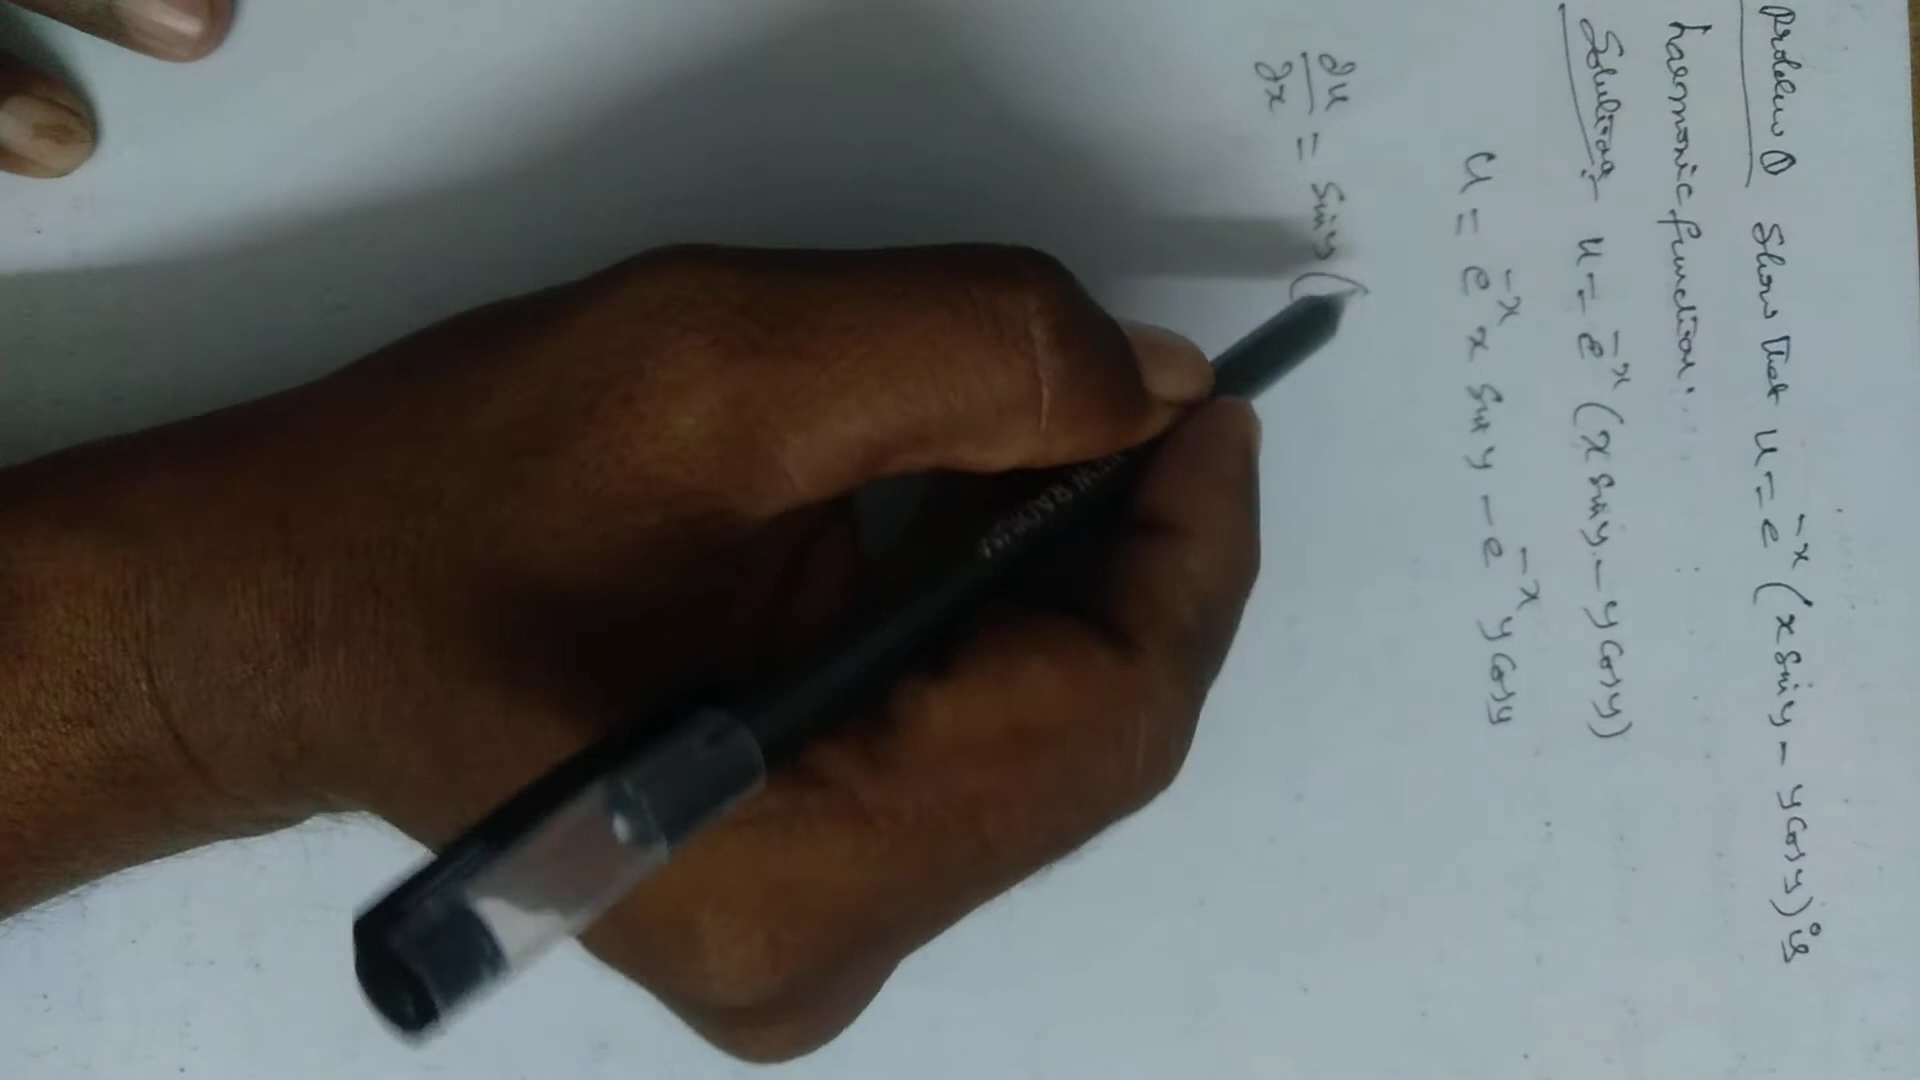 Problem ① Show that u = e^{-x} (x sin y - y cos y) is
harmonic function.
Solution:- u = e^{-x} (x sin y - y cos y)
u = e^{-x} x sin y - e^{-x} y cos y
∂u/∂x = sin y (